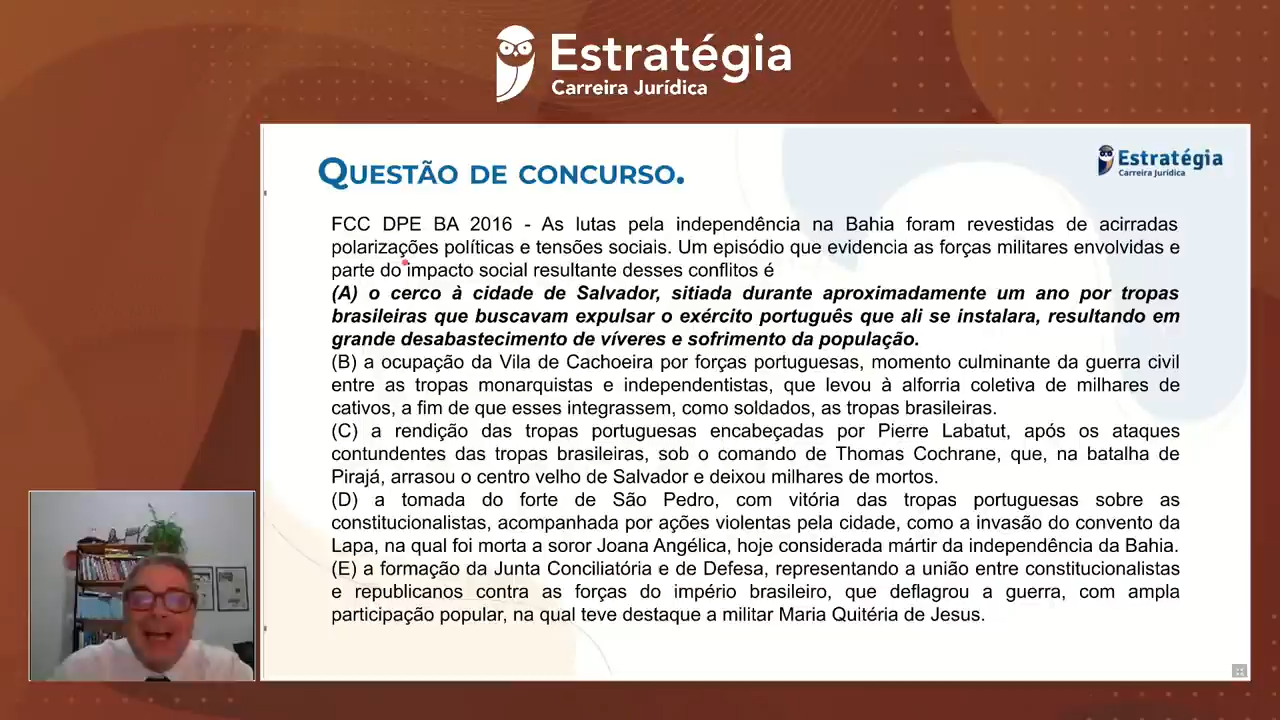 Estratégia
Carreira Jurídica
QUESTÃO DE CONCURSO.
Estratégia
Carreira Jurídica
FCC DPE BA 2016 - As lutas pela independência na Bahia foram revestidas de acirradas
polarizações políticas e tensões sociais. Um episódio que evidencia as forças militares envolvidas e
parte do impacto social resultante desses conflitos é
(A) o cerco à cidade de Salvador, sitiada durante aproximadamente um ano por tropas
brasileiras que buscavam expulsar o exército português que ali se instalara, resultando em
grande desabastecimento de víveres e sofrimento da população.
(B) a ocupação da Vila de Cachoeira por forças portuguesas, momento culminante da guerra civil
entre as tropas monarquistas e independentistas, que levou à alforria coletiva de milhares de
cativos, a fim de que esses integrassem, como soldados, as tropas brasileiras.
(C) a rendição das tropas portuguesas encabeçadas por Pierre Labatut, após os ataques
contundentes das tropas brasileiras, sob o comando de Thomas Cochrane, que, na batalha de
Pirajá, arrasou o centro velho de Salvador e deixou milhares de mortos.
(D) a tomada do forte de São Pedro, com vitória das tropas portuguesas sobre as
constitucionalistas, acompanhada por ações violentas pela cidade, como a invasão do convento da
Lapa, na qual foi morta a soror Joana Angélica, hoje considerada mártir da independência da Bahia.
(E) a formação da Junta Conciliatória e de Defesa, representando a união entre constitucionalistas
e republicanos contra as forças do império brasileiro, que deflagrou a guerra, com ampla
participação popular, na qual teve destaque a militar Maria Quitéria de Jesus.